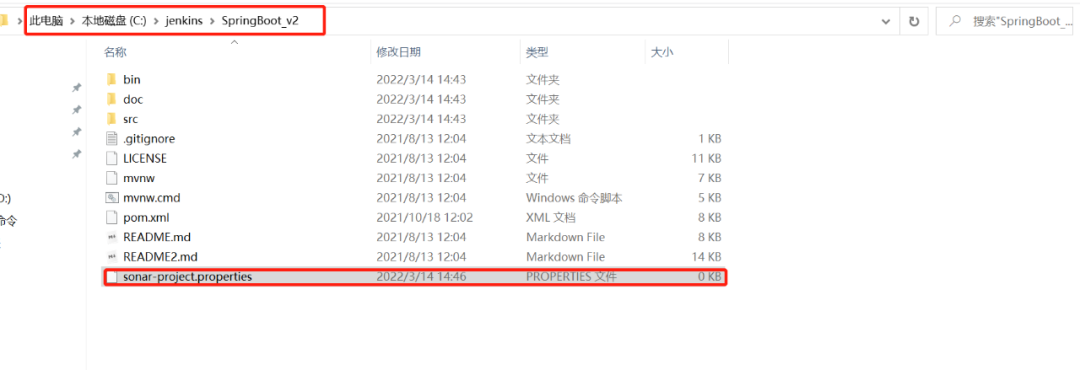 此电脑 > 本地磁盘 (C:) > jenkins > SpringBoot_v2 搜索"SpringBoot_...
名称 修改日期 类型 大小
bin 2022/3/14 14:43 文件夹
doc 2022/3/14 14:43 文件夹
src 2022/3/14 14:43 文件夹
.gitignore 2021/8/13 12:04 文本文档 1 KB
LICENSE 2021/8/13 12:04 文件 11 KB
mvnw 2021/8/13 12:04 文件 7 KB
mvnw.cmd 2021/8/13 12:04 Windows 命令脚本 5 KB
pom.xml 2021/10/18 12:02 XML 文档 8 KB
README.md 2021/8/13 12:04 Markdown File 8 KB
README2.md 2021/8/13 12:04 Markdown File 14 KB
sonar-project.properties 2022/3/14 14:46 PROPERTIES 文件 0 KB
:)
命令